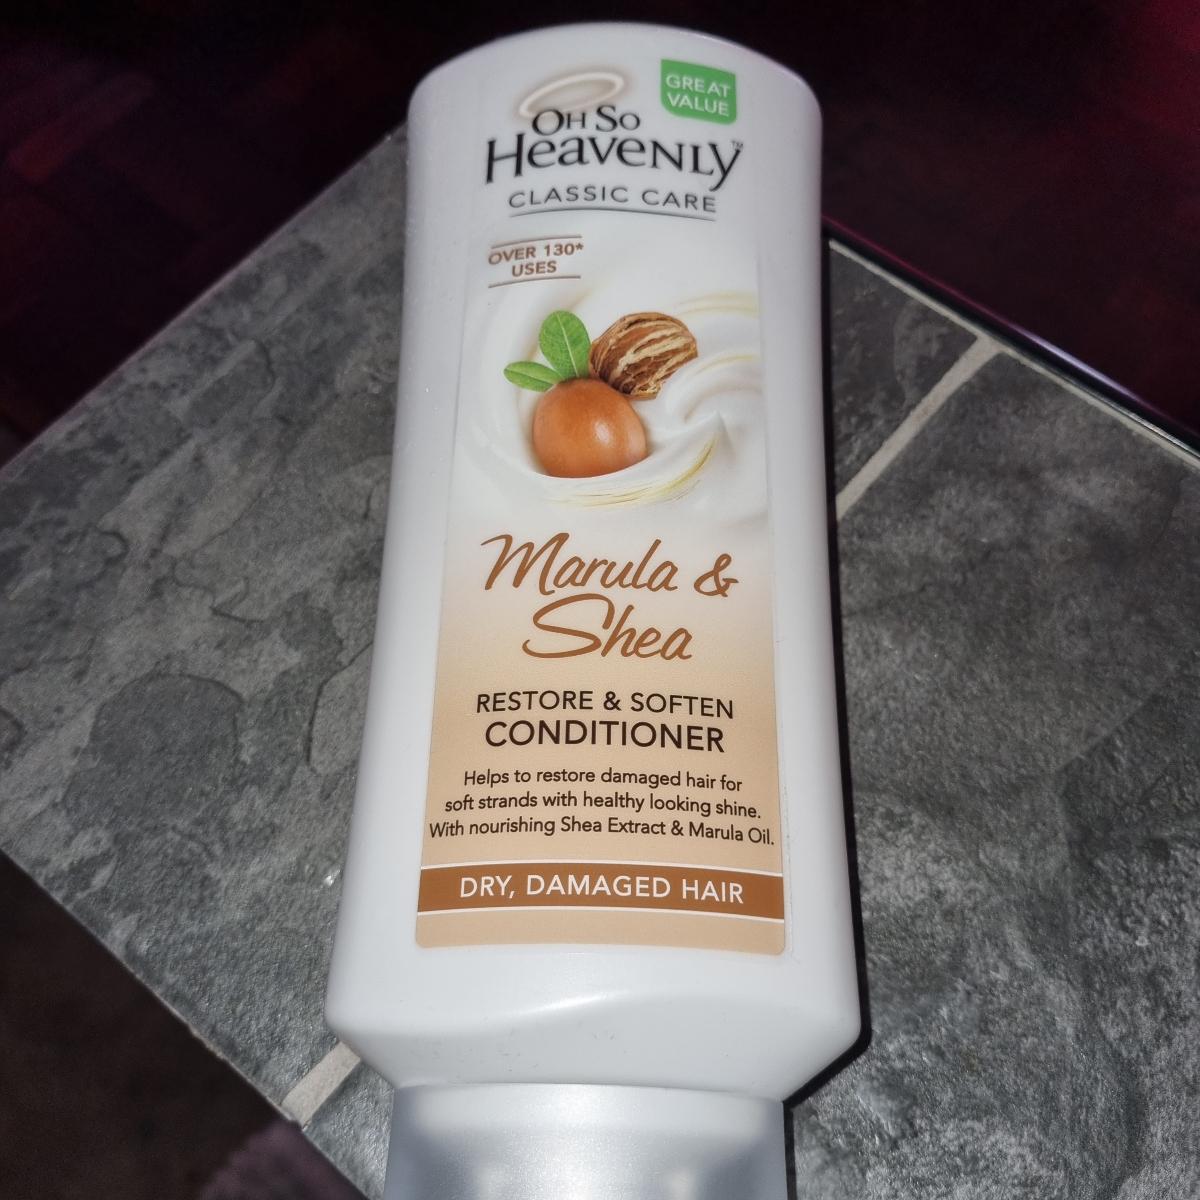 GREAT
VALUE
OH SO
HEAVENLY™
CLASSIC CARE
OVER 130*
USES
Marula &
Shea
RESTORE & SOFTEN
CONDITIONER
Helps to restore damaged hair for
soft strands with healthy looking shine.
With nourishing Shea Extract & Marula Oil.
DRY, DAMAGED HAIR